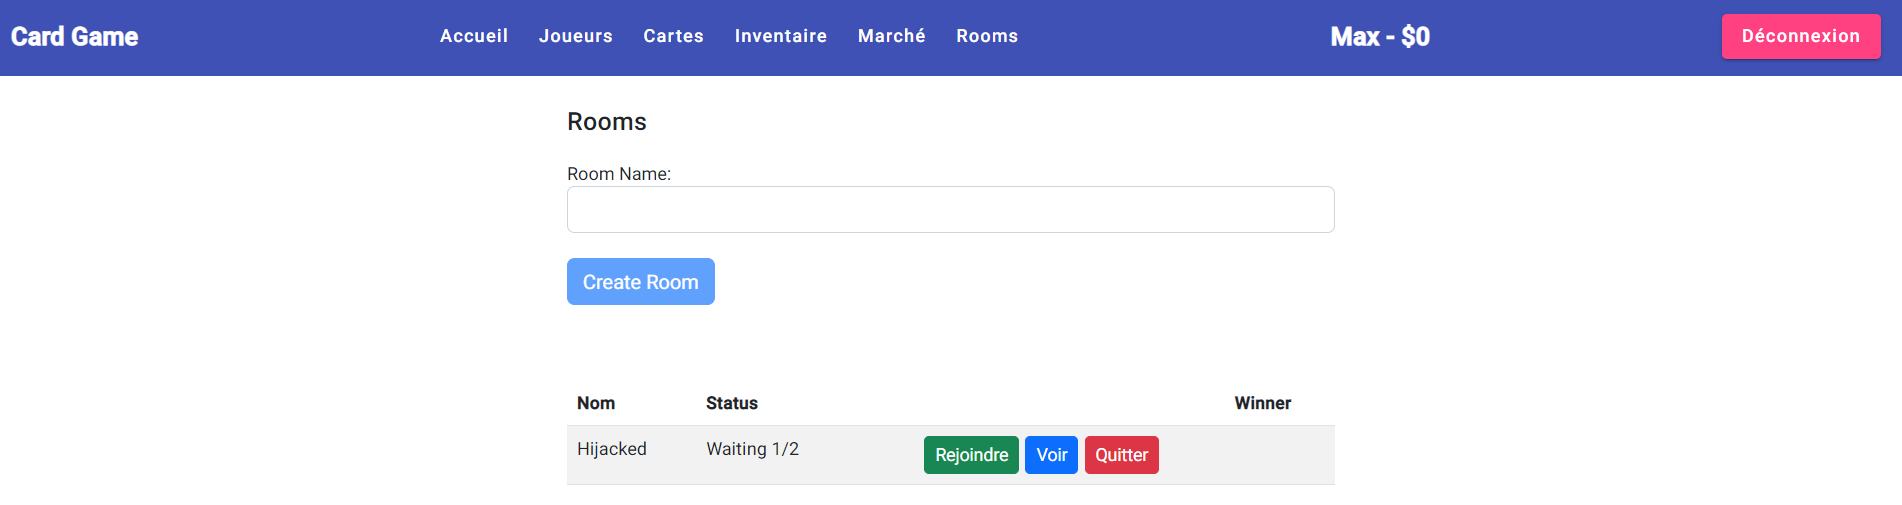 Card Game Accueil Joueurs Cartes Inventaire Marché Rooms Max - $0 Déconnexion
Rooms
Room Name:
Create Room
Nom Status Winner
Hijacked Waiting 1/2 Rejoindre Voir Quitter